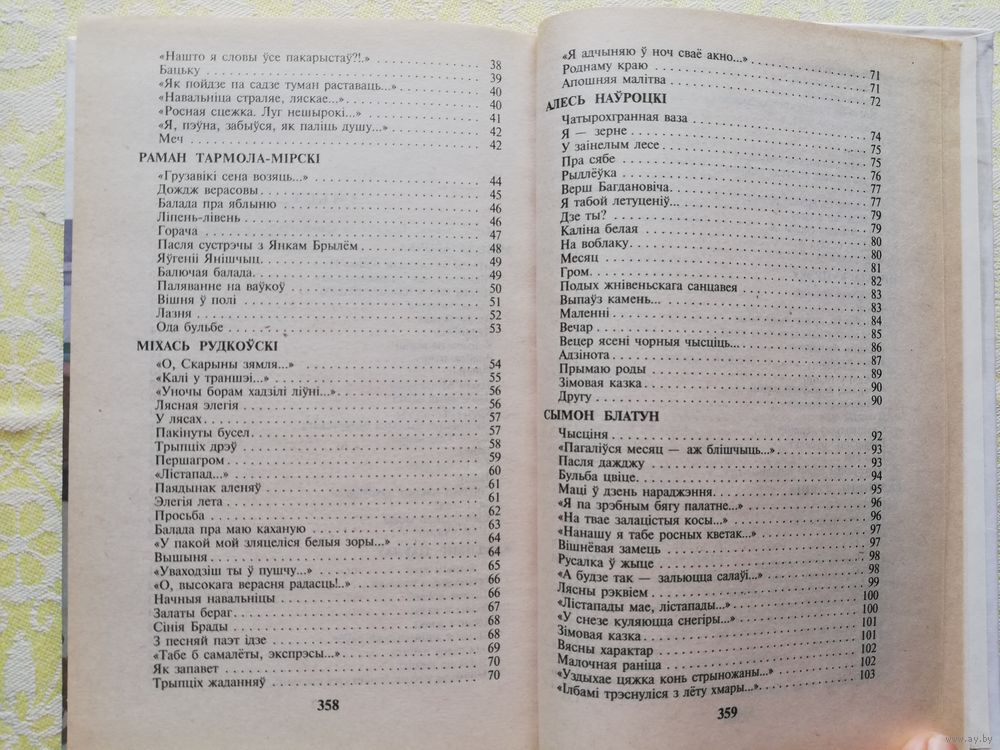 «Нашто я словы ўсе пакарыстаў?!.» 38
Бацьку 39
«Як пойдзе па садзе туман раставаць...» 40
«Навальніца страляе, ляскае...» 40
«Росная сцежка. Луг нешырокі...» 41
«Я, пэўна, забыўся, як паліць душу...» 42
Меч 42
РАМАН ТАРМОЛА-МІРСКІ
«Грузавікі сена возяць...» 44
Дождж верасовы 45
Балада пра яблыню 46
Ліпень-лівень 46
Горача 47
Пасля сустрэчы з Янкам Брылём 48
Яўгеніі Янішчыц 49
Балючая балада 49
Паляванне на ваўкоў 50
Вішня ў полі 51
Лазня 52
Ода бульбе 53
МІХАСЬ РУДКОЎСКІ
«О, Скарыны зямля...» 54
«Калі у траншэі...» 55
«Уночы борам хадзілі ліўні...» 56
Лясная элегія 56
У лясах 57
Пакінуты бусел 57
Трыпціх дрэў 58
Першагром 59
«Лістапад...» 60
Паядынак аленяў 61
Элегія лета 61
Просьба 62
Балада пра маю каханую 63
«У пакой мой зляцеліся белыя зоры...» 64
Вышыня 64
«Уваходзіш ты ў пушчу...» 65
«О, высокага верасня радасць!..» 66
Начныя навальніцы 66
Залаты бераг 67
Сінія Брады 68
З песняй паэт ідзе 68
«Табе б самалёты, экспрэсы...» 69
Як запавет 70
Трыпціх жаданняў 70
358
«Я адчыняю ў ноч сваё акно...» 71
Роднаму краю 71
Апошняя малітва 72
АЛЕСЬ НАЎРОЦКІ
Чатырохгранная ваза 74
Я — зерне 75
У заінелым лесе 75
Пра сябе 76
Рыдлёўка 77
Верш Багдановіча 77
Я табой летуценіў 79
Дзе ты? 79
Каліна белая 80
На воблаку 80
Месяц 81
Гром 82
Подых жнівеньскага санцавея 83
Выпаўз камень... 83
Маленні 84
Вечар 85
Вецер ясені чорныя чысціць... 86
Адзінота 87
Прымаю роды 88
Зімовая казка 90
Другу 90
СЫМОН БЛАТУН
Чысціня 92
«Пагаліўся месяц — аж блішчыць...» 93
Пасля дажджу 93
Бульба цвіце 94
Маці ў дзень нараджэння 95
«Я па зрэбным бягу палатне...» 96
«На твае залацістыя косы...» 96
«Нанашу я табе росных кветак...» 97
Вішнёвая замець 97
Русалка ў жыце 98
«А будзе так — зальюцца салаўі...» 98
Лясны рэквіем 99
«Лістапады мае, лістапады...» 100
«У снезе куляюцца снегіры...» 100
Зімовая казка 101
Вясны характар 101
Малочная раніца 102
«Уздыхае цяжка конь стрыножаны...» 102
«Ілбамі трэснуліся з лёту хмары...» 103
359
www.ay.by